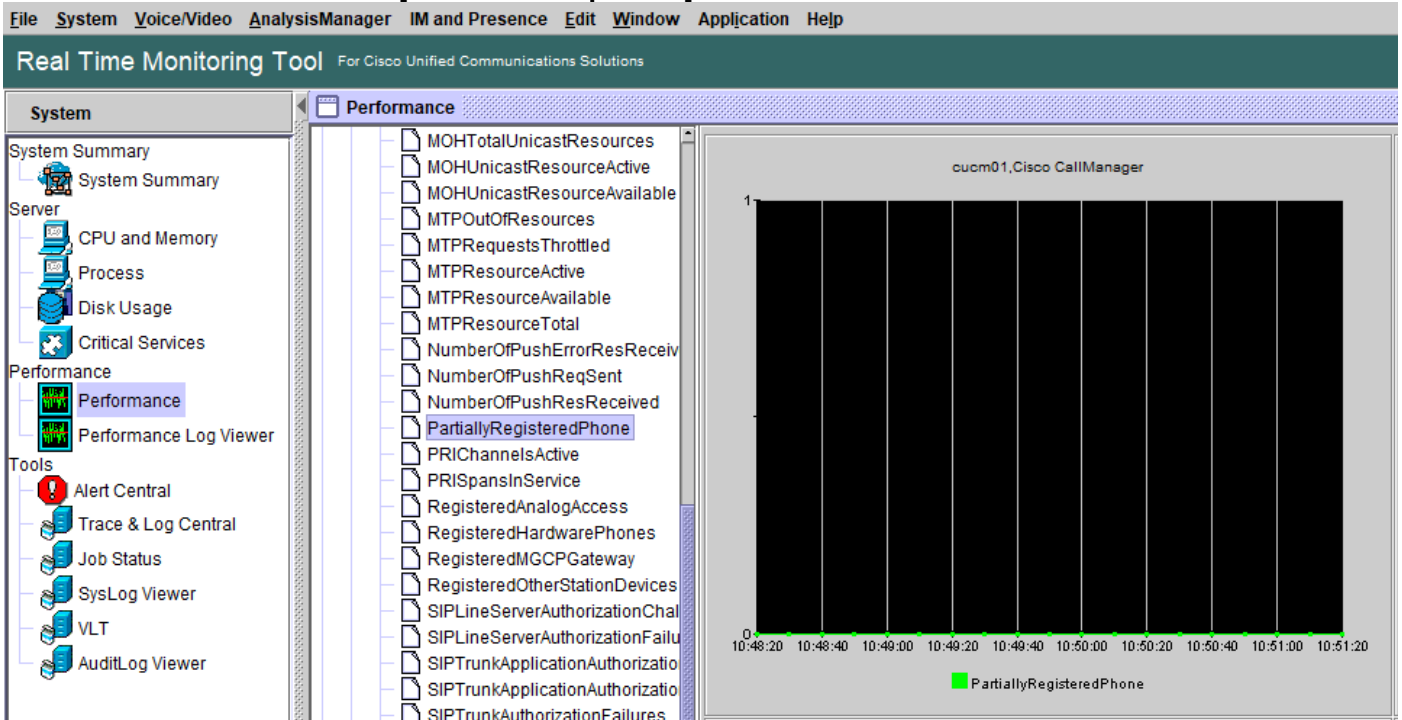 File System Voice/Video AnalysisManager IM and Presence Edit Window Application Help
Real Time Monitoring Tool For Cisco Unified Communications Solutions
System
System Summary
System Summary
Server
CPU and Memory
Process
Disk Usage
Critical Services
Performance
Performance
Performance Log Viewer
Tools
Alert Central
Trace & Log Central
Job Status
SysLog Viewer
VLT
AuditLog Viewer
Performance
MOHTotalUnicastResources
MOHUnicastResourceActive
MOHUnicastResourceAvailable
MTPOutOfResources
MTPRequestsThrottled
MTPResourceActive
MTPResourceAvailable
MTPResourceTotal
NumberOfPushErrorResReceiv
NumberOfPushReqSent
NumberOfPushResReceived
PartiallyRegisteredPhone
PRIChannelsActive
PRISpansInService
RegisteredAnalogAccess
RegisteredHardwarePhones
RegisteredMGCPGateway
RegisteredOtherStationDevices
SIPLineServerAuthorizationChal
SIPLineServerAuthorizationFailu
SIPTrunkApplicationAuthorizatio
SIPTrunkApplicationAuthorizatio
SIPTrunkAuthorizationFailures
cucm01,Cisco CallManager
1
0
10:48:20 10:48:40 10:49:00 10:49:20 10:49:40 10:50:00 10:50:20 10:50:40 10:51:00 10:51:20
PartiallyRegisteredPhone